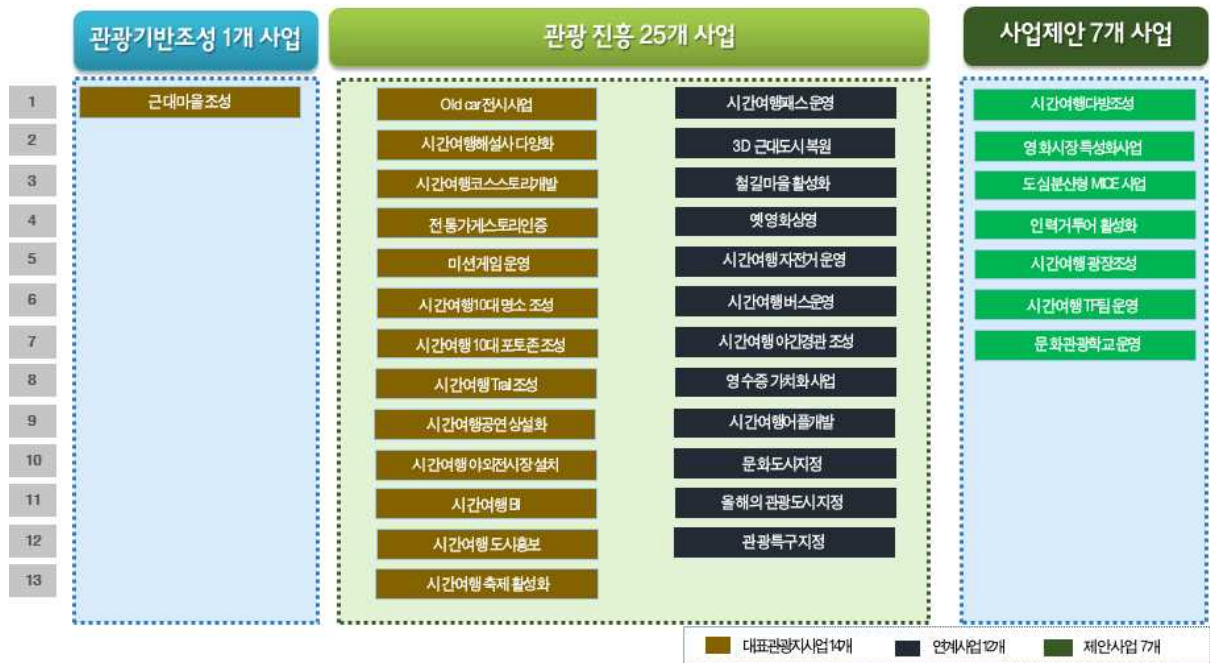 관광기반조성 1개 사업
관광 진흥 25개 사업
사업제안 7개 사업
1 근대마을조성 Old car전시사업 시간여행패스운영 시간여행다방조성
2 시간여행해설사다양화 3D 근대도시복원 영화시장특성화사업
3 시간여행코스스토리개발 철길마을활성화 도심분산형 MICE 사업
4 전통가게스토리인증 옛영화상영 인력거투어 활성화
5 미션게임운영 시간여행자전거운영 시간여행광장조성
6 시간여행10대명소 조성 시간여행버스운영 시간여행TF팀운영
7 시간여행 10대포토존조성 시간여행야간경관 조성 문화관광학교운영
8 시간여행Trail조성 영수증가치화사업
9 시간여행공연상설화 시간여행어플개발
10 시간여행야외전시장설치 문화도시지정
11 시간여행BI 올해의관광도시지정
12 시간여행도시홍보 관광특구지정
13 시간여행축제활성화
대표관광지사업14개 연계사업12개 제안사업 7개